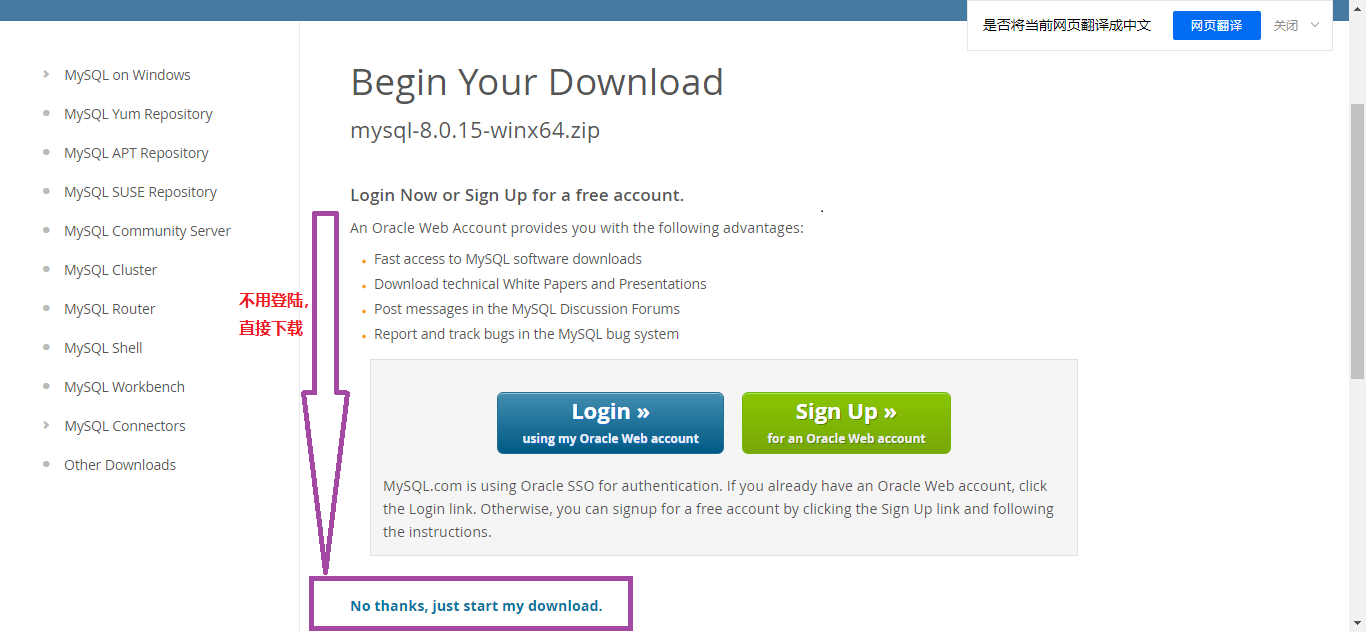 是否将当前网页翻译成中文
网页翻译
关闭
MySQL on Windows
MySQL Yum Repository
MySQL APT Repository
MySQL SUSE Repository
MySQL Community Server
MySQL Cluster
MySQL Router
MySQL Shell
MySQL Workbench
MySQL Connectors
Other Downloads
不用登陆,
直接下载
Begin Your Download
mysql-8.0.15-winx64.zip
Login Now or Sign Up for a free account.
An Oracle Web Account provides you with the following advantages:
Fast access to MySQL software downloads
Download technical White Papers and Presentations
Post messages in the MySQL Discussion Forums
Report and track bugs in the MySQL bug system
Login »
using my Oracle Web account
Sign Up »
for an Oracle Web account
MySQL.com is using Oracle SSO for authentication. If you already have an Oracle Web account, click
the Login link. Otherwise, you can signup for a free account by clicking the Sign Up link and following
the instructions.
No thanks, just start my download.